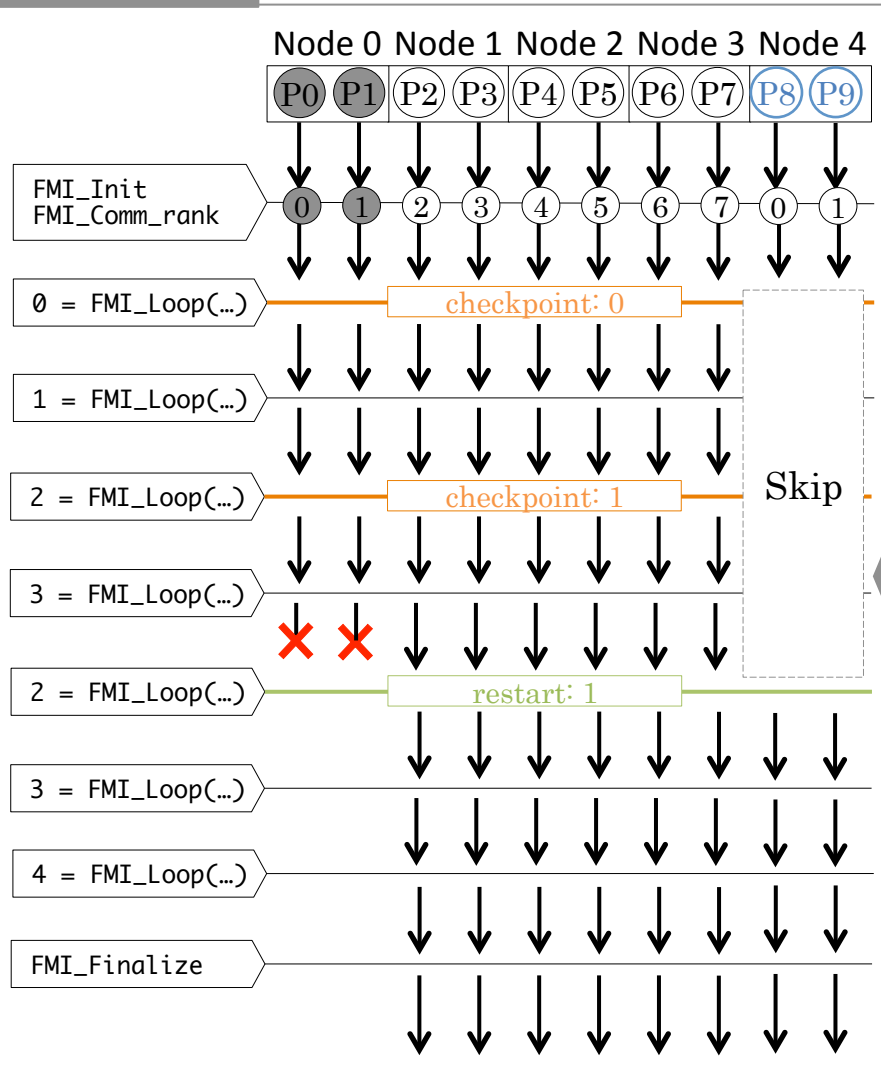 Node 0 Node 1 Node 2 Node 3 Node 4
P0 P1 P2 P3 P4 P5 P6 P7 P8 P9
FMI_Init
FMI_Comm_rank
0 1 2 3 4 5 6 7 0 1
0 = FMI_Loop(…)
checkpoint: 0
1 = FMI_Loop(…)
2 = FMI_Loop(…)
checkpoint: 1
Skip
3 = FMI_Loop(…)
2 = FMI_Loop(…)
restart: 1
3 = FMI_Loop(…)
4 = FMI_Loop(…)
FMI_Finalize